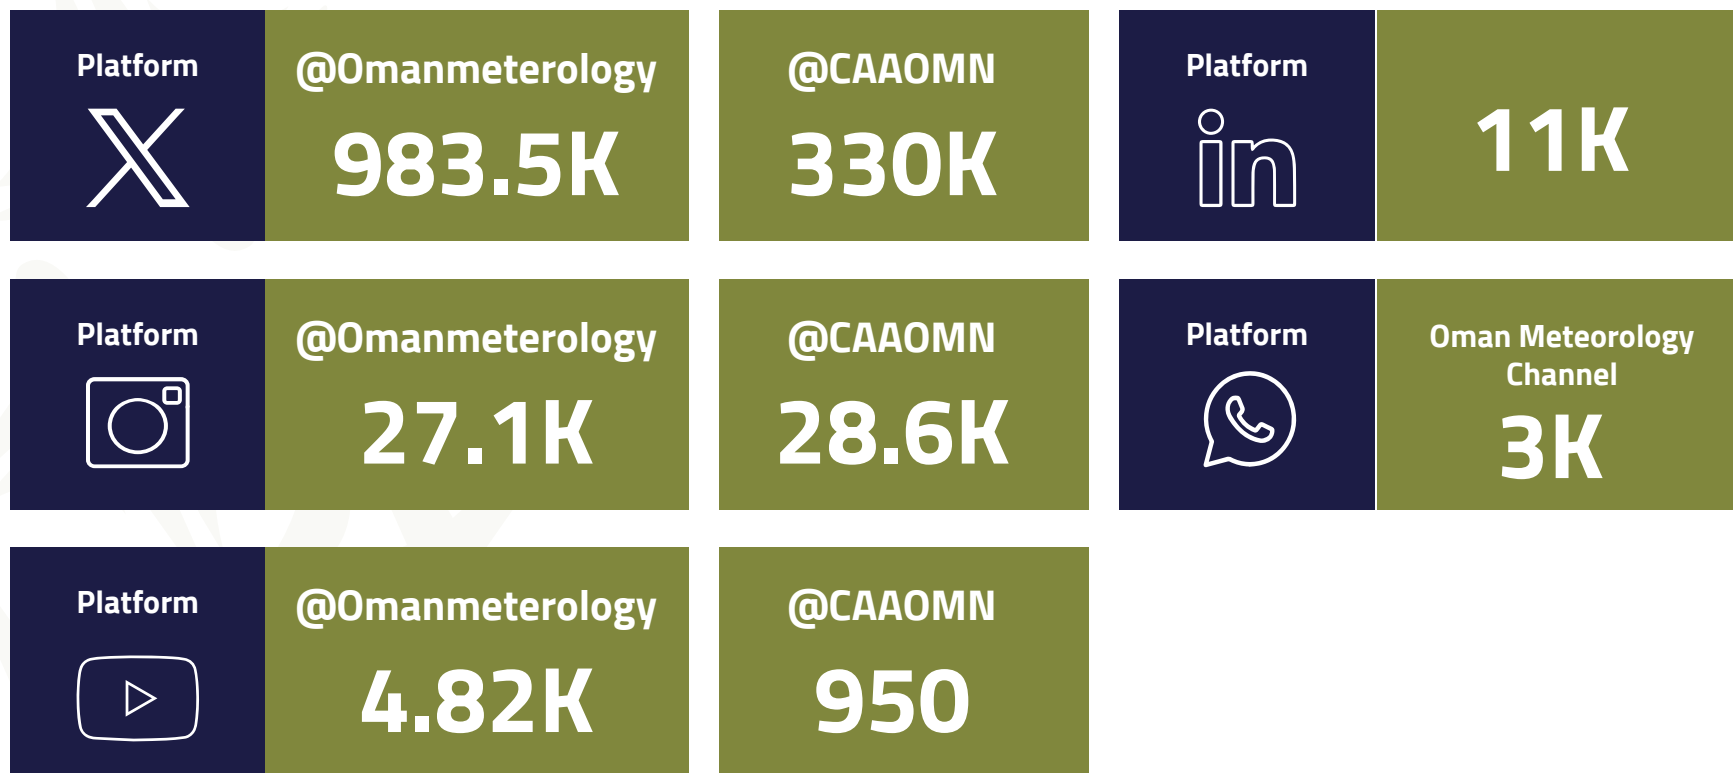 Platform
@Omanmeterology
983.5K
@CAAOMN
330K
Platform
in
11K
Platform
@Omanmeterology
27.1K
@CAAOMN
28.6K
Platform
Oman Meteorology
Channel
3K
Platform
@Omanmeterology
4.82K
@CAAOMN
950